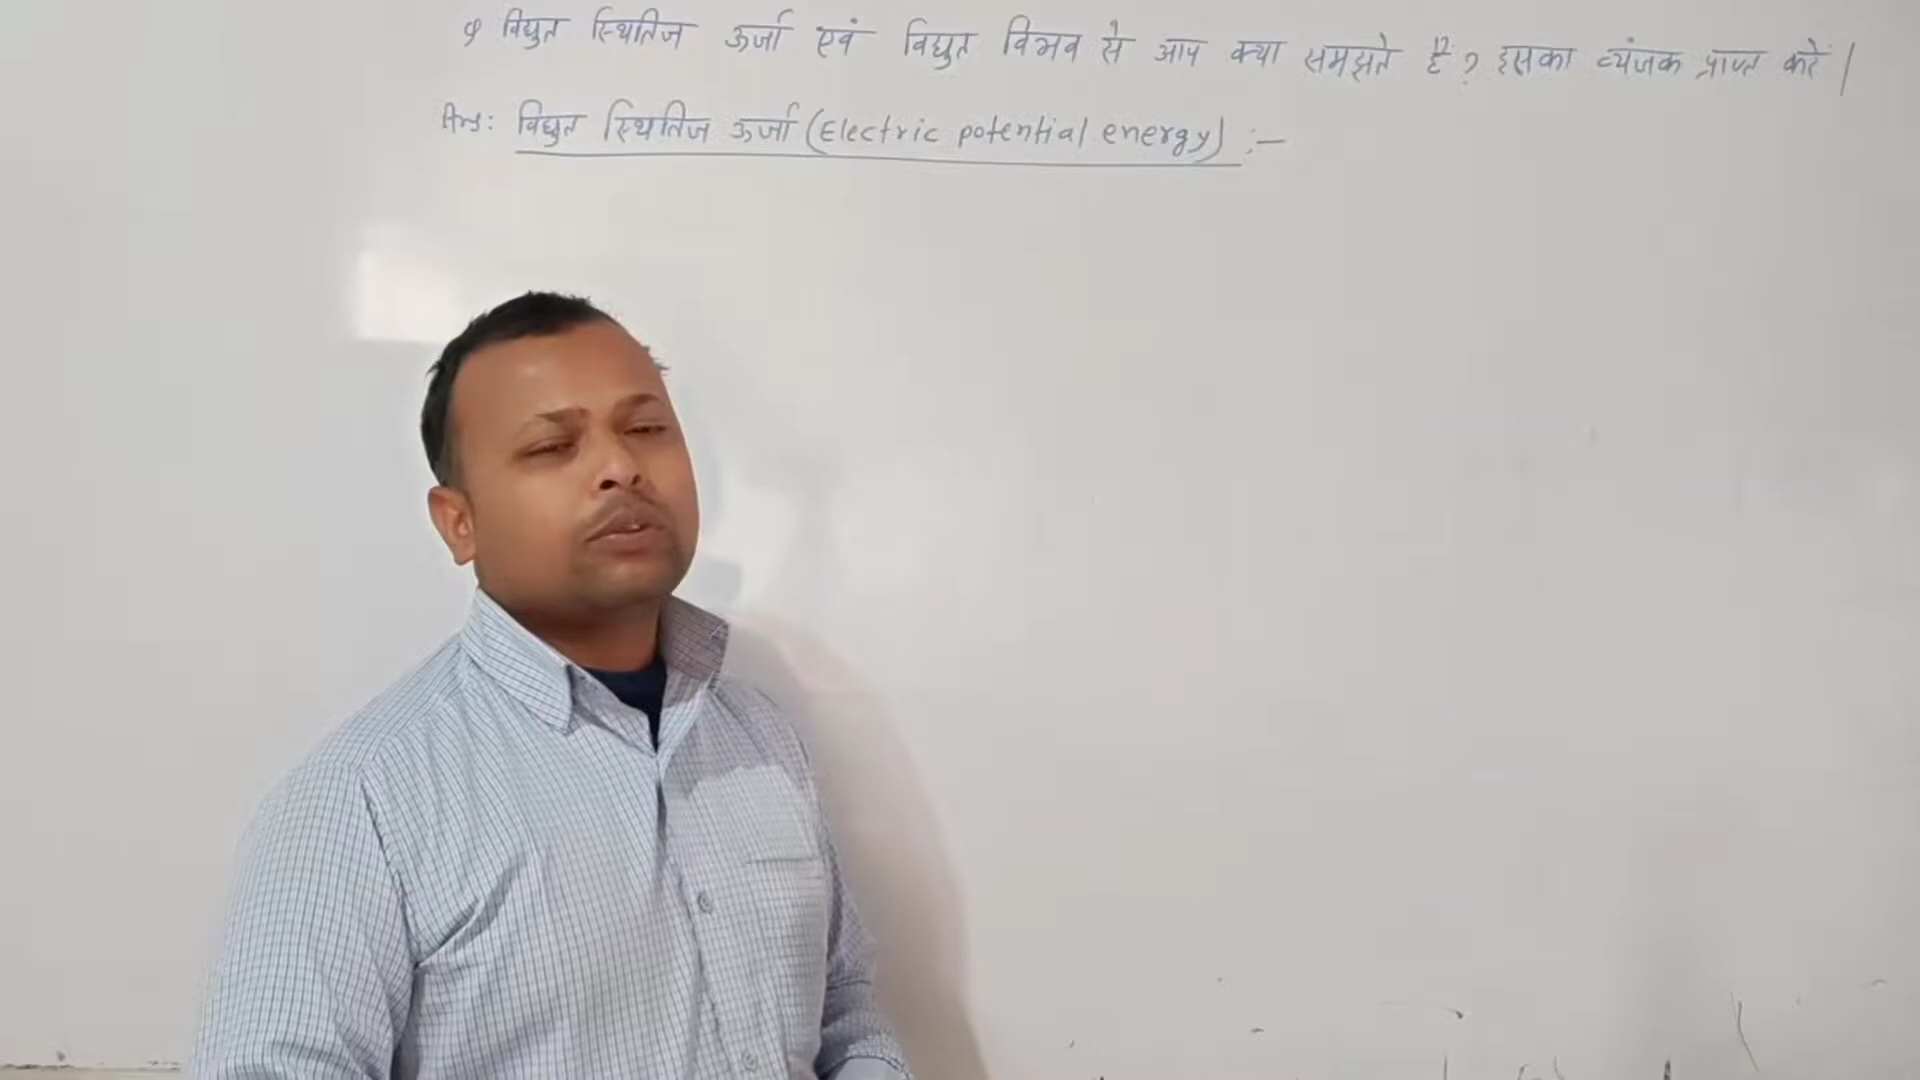 Q विद्युत स्थितिज ऊर्जा एवं विद्युत विभव से आप क्या समझते हैं? इसका व्यंजक प्राप्त करें।
Ans: विद्युत स्थितिज ऊर्जा (Electric potential energy) :-